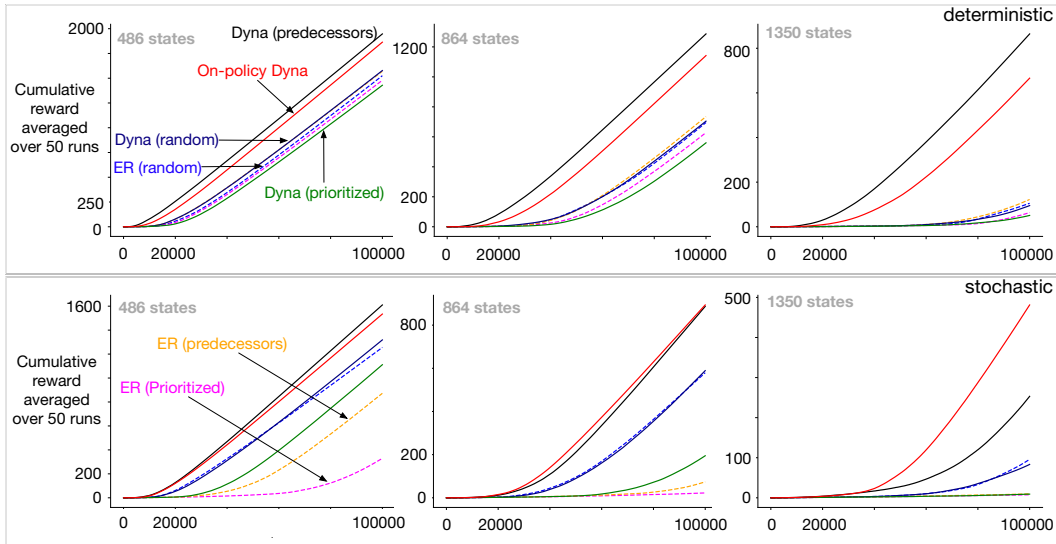 deterministic
2000
486 states
Dyna (predecessors)
On-policy Dyna
Cumulative
reward
averaged
over 50 runs
Dyna (random)
ER (random)
Dyna (prioritized)
250
0
0
20000
100000
864 states
1200
200
0
0
20000
100000
1350 states
800
200
0
0
20000
100000
stochastic
486 states
1600
ER (predecessors)
Cumulative
reward
averaged
over 50 runs
ER (Prioritized)
200
0
0
20000
100000
864 states
800
200
0
0
20000
100000
1350 states
500
100
0
0
20000
100000